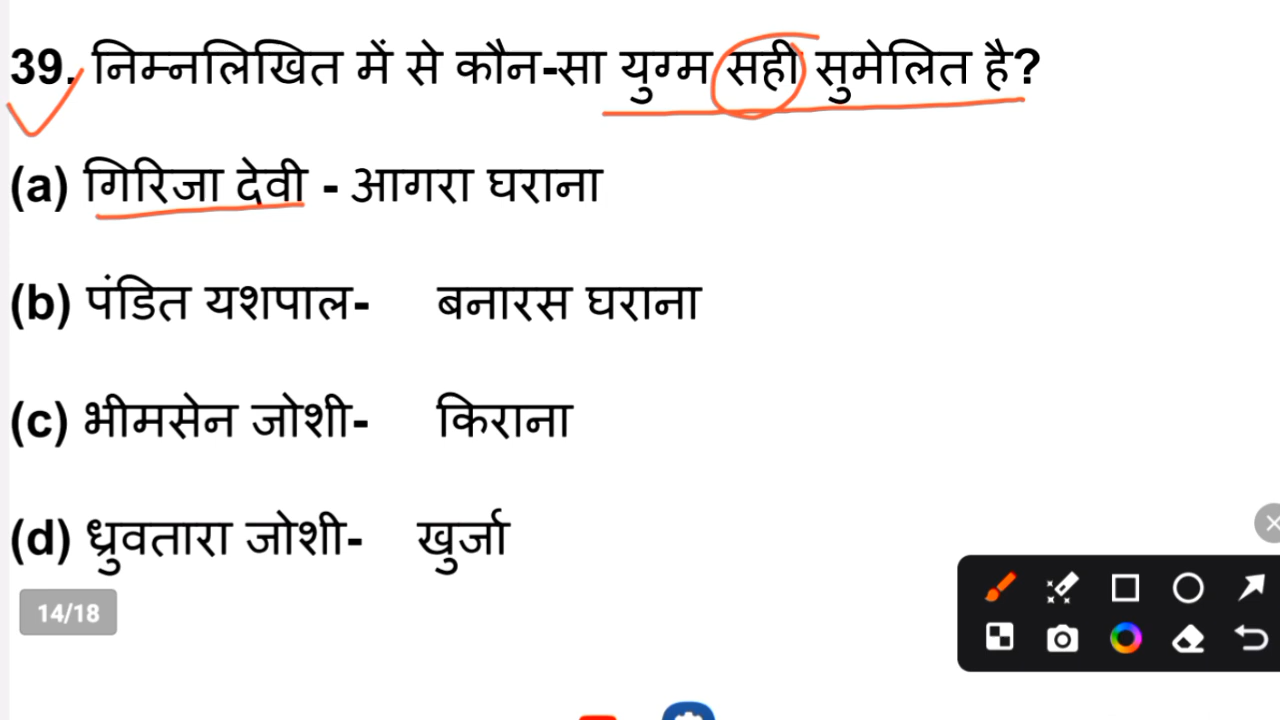 39. निम्नलिखित में से कौन-सा युग्म सही सुमेलित है?
(a) गिरिजा देवी - आगरा घराना
(b) पंडित यशपाल- बनारस घराना
(c) भीमसेन जोशी- किराना
(d) ध्रुवतारा जोशी- खुर्जा
14/18